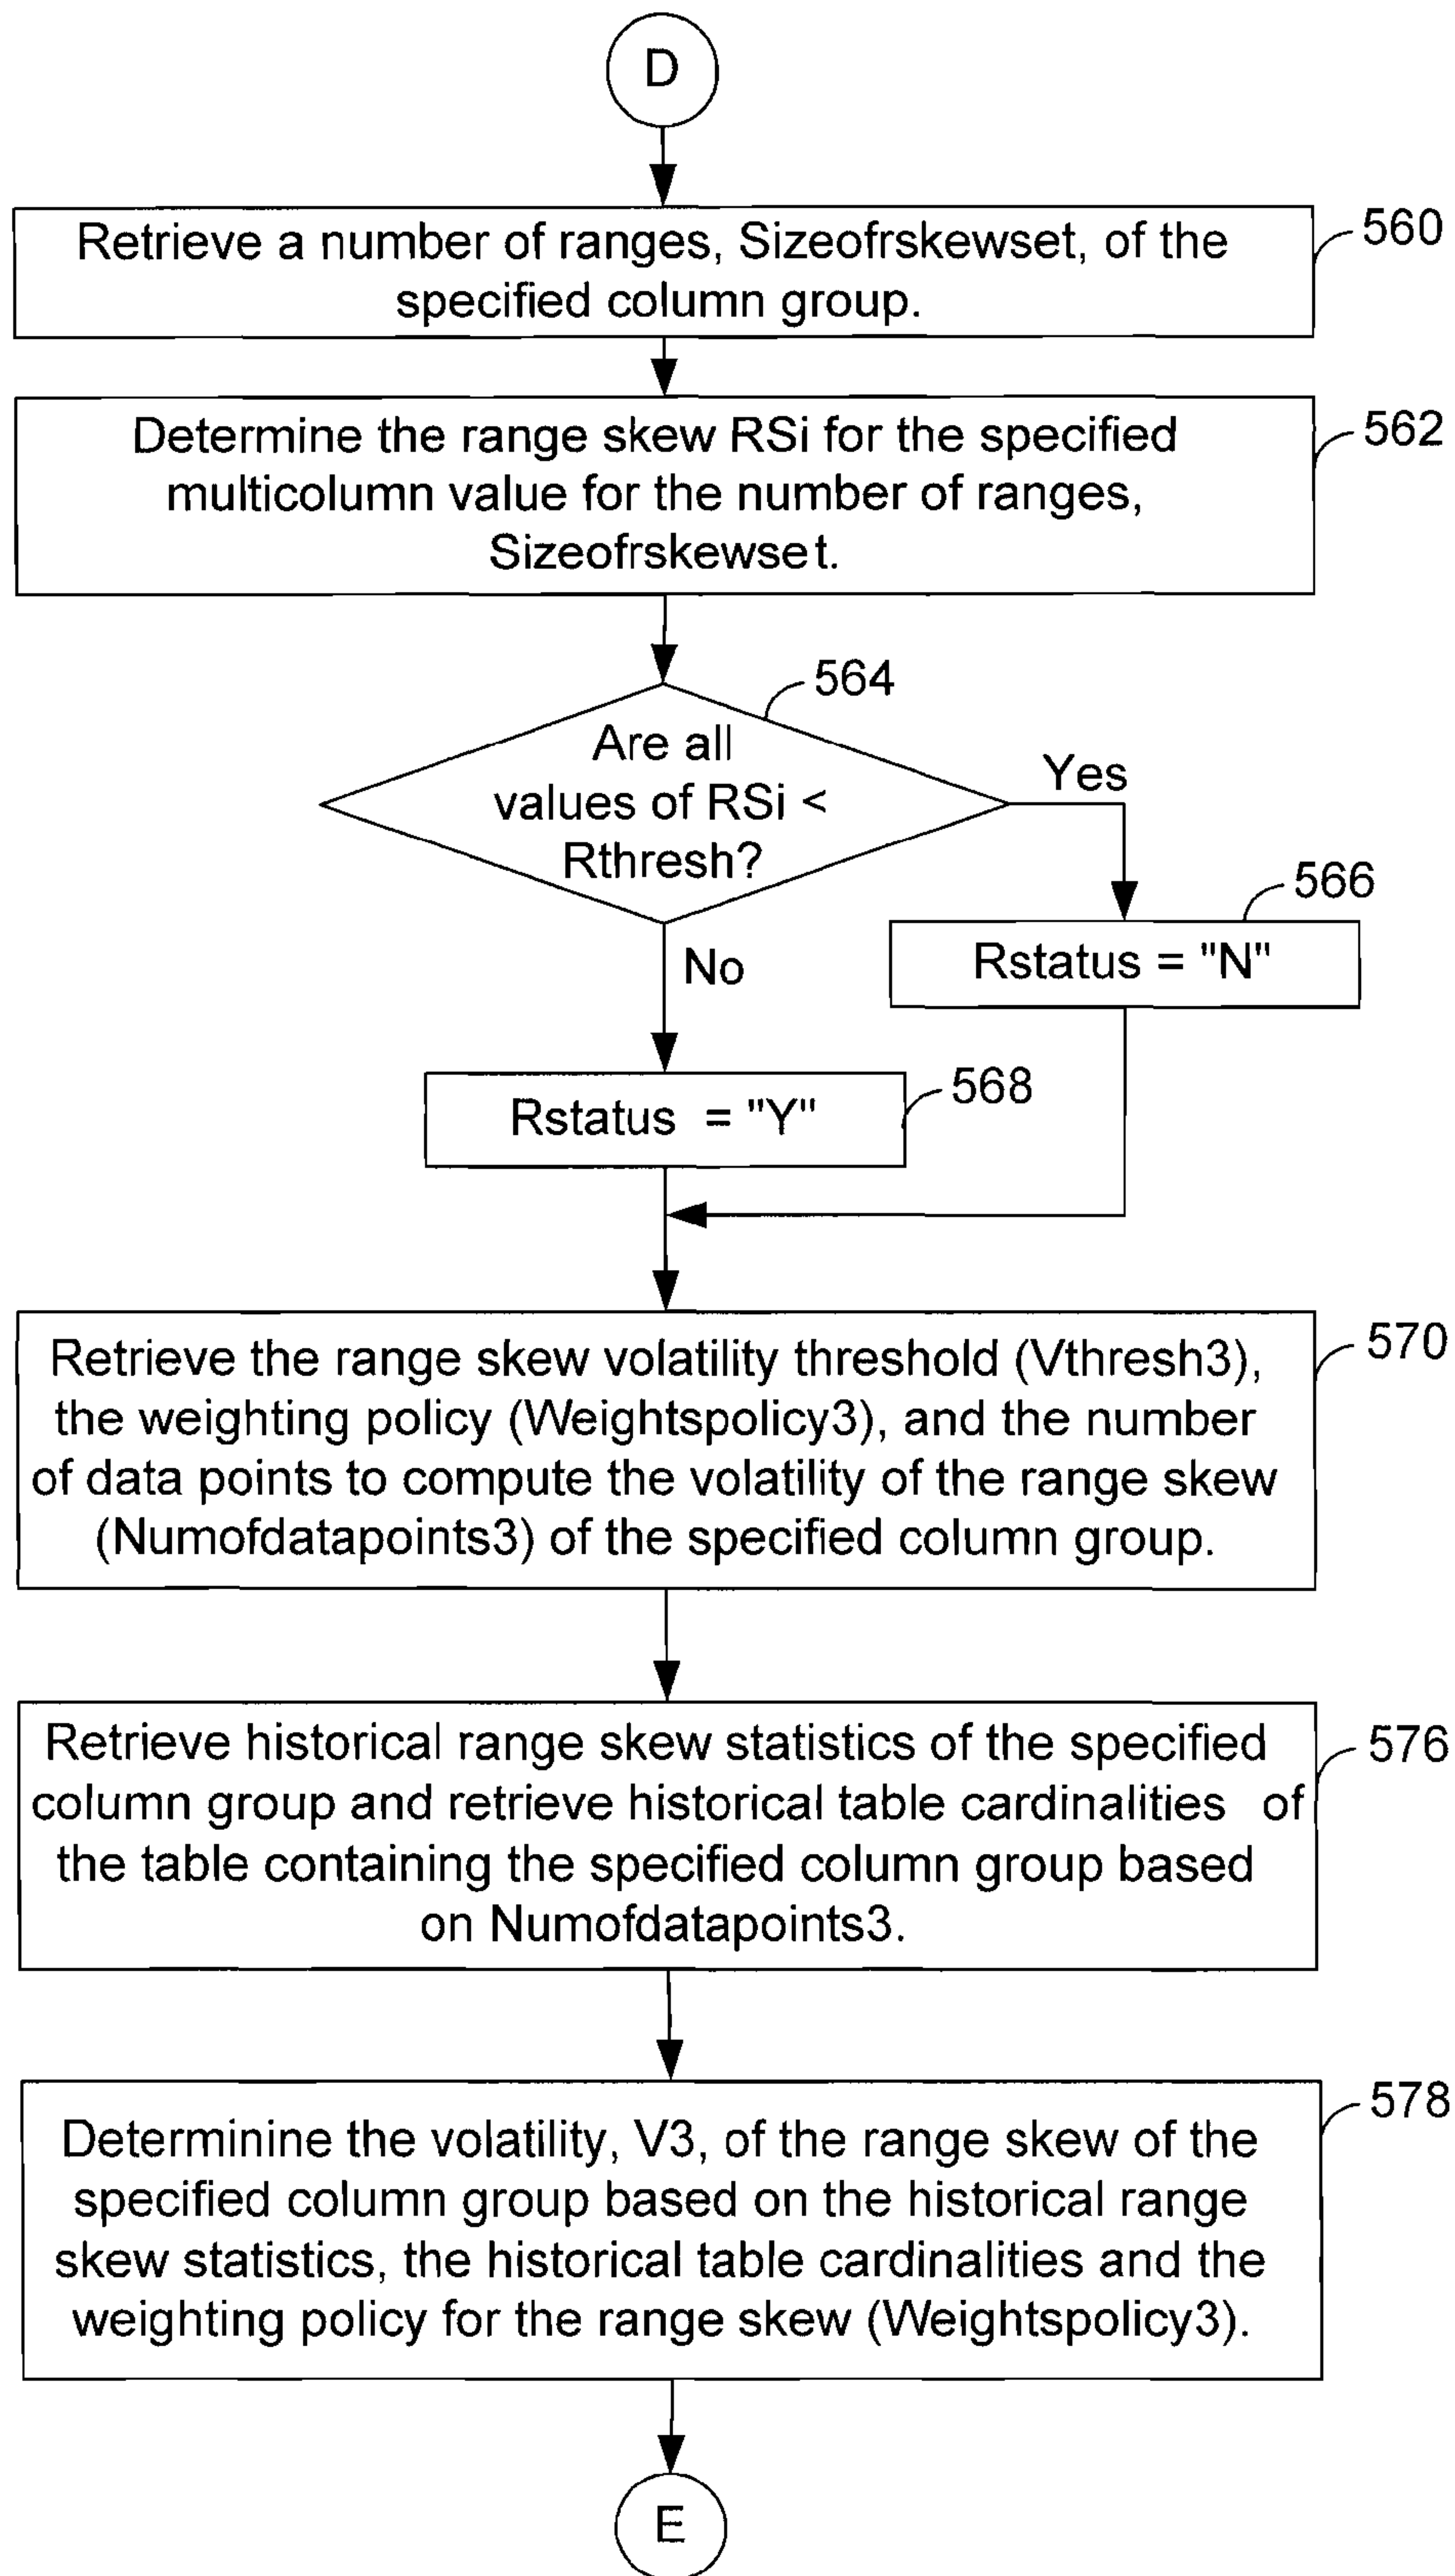 D
Retrieve a number of ranges, Sizeofrskewset, of the
specified column group.
560
Determine the range skew RSi for the specified
multicolumn value for the number of ranges,
Sizeofrskewset.
562
564
Are all
values of RSi <
Rthresh?
Yes
566
Rstatus = "N"
No
568
Rstatus = "Y"
570
Retrieve the range skew volatility threshold (Vthresh3),
the weighting policy (Weightspolicy3), and the number
of data points to compute the volatility of the range skew
(Numofdatapoints3) of the specified column group.
576
Retrieve historical range skew statistics of the specified
column group and retrieve historical table cardinalities of
the table containing the specified column group based
on Numofdatapoints3.
578
Determinine the volatility, V3, of the range skew of the
specified column group based on the historical range
skew statistics, the historical table cardinalities and the
weighting policy for the range skew (Weightspolicy3).
E